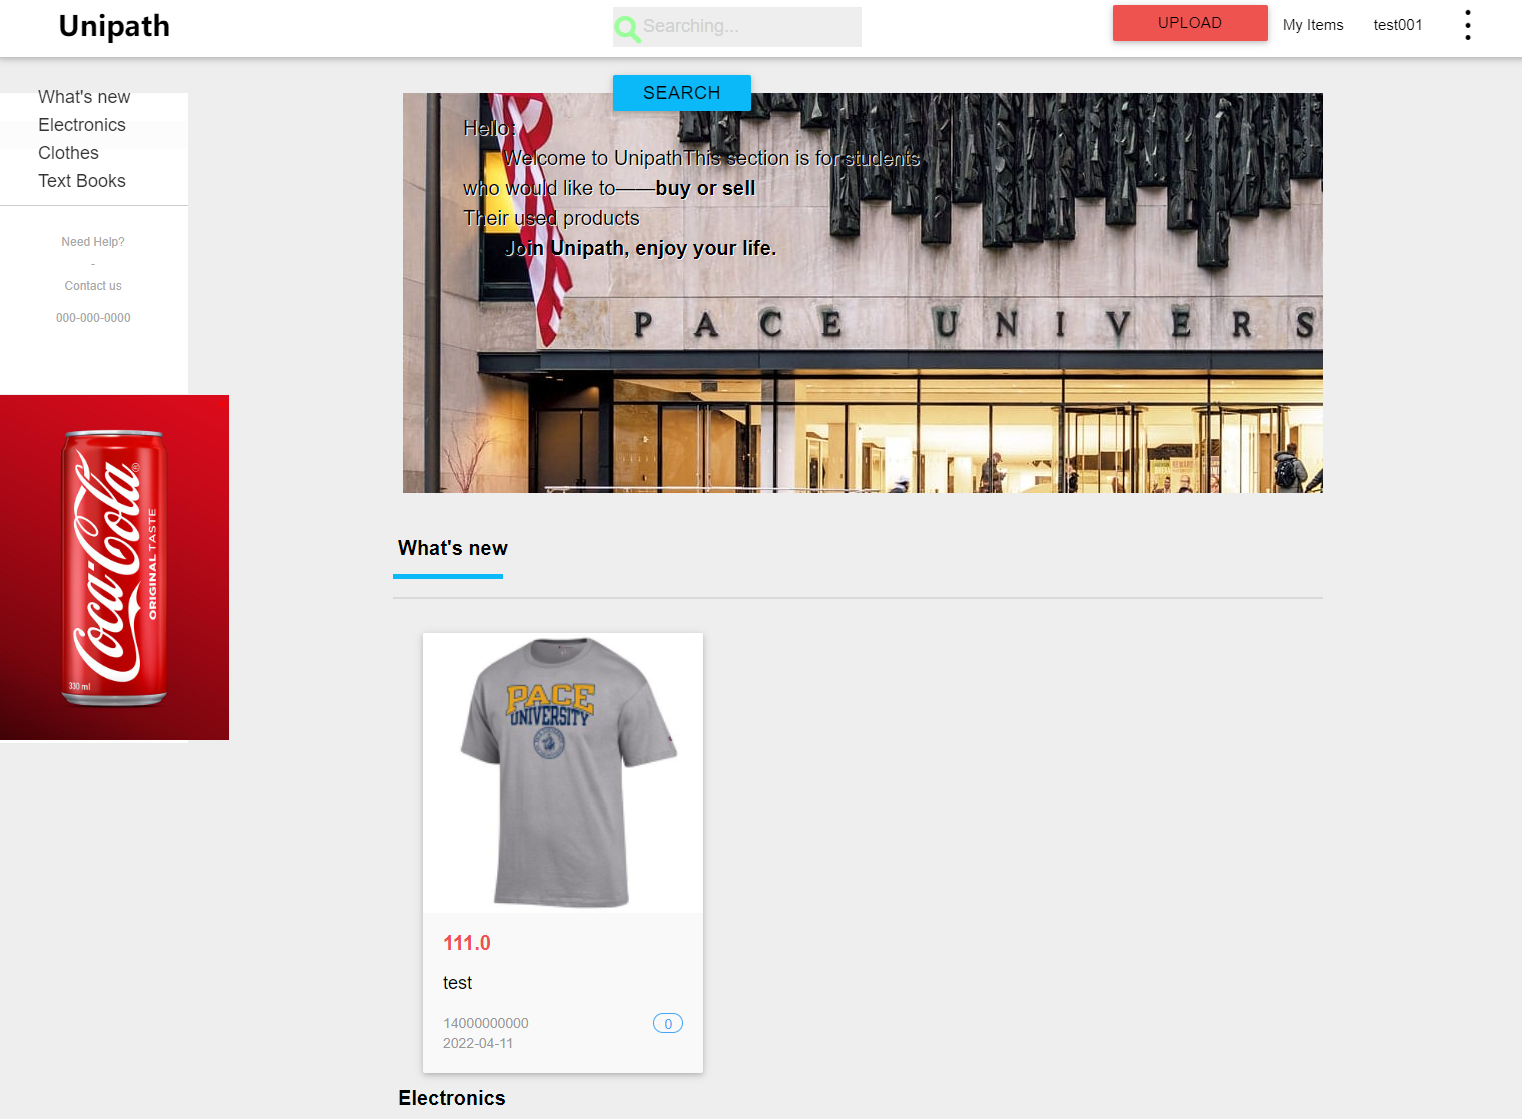 Unipath
Searching...
UPLOAD
My Items
test001
SEARCH
What's new
Electronics
Clothes
Text Books
Need Help?
-
Contact us
000-000-0000
Hello:
Welcome to UnipathThis section is for students
who would like to——buy or sell
Their used products
Join Unipath, enjoy your life.
PACE UNIVERS
Coca-Cola®
ORIGINAL TASTE
330 ml
What's new
PACE
UNIVERSITY
111.0
test
14000000000
0
2022-04-11
Electronics